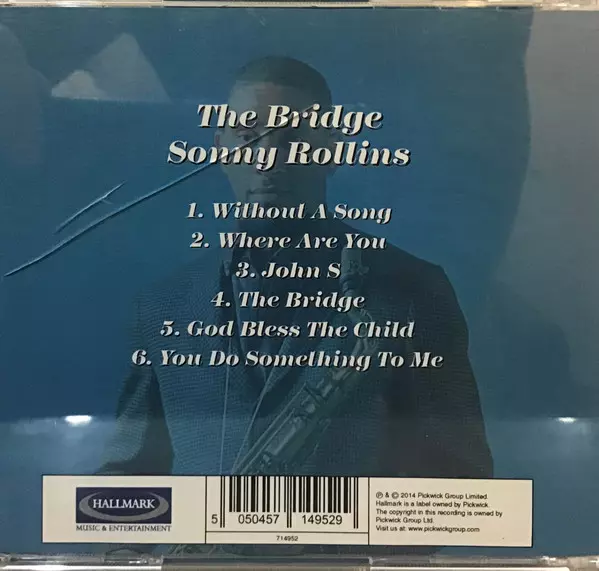 The Bridge
Sonny Rollins
1. Without A Song
2. Where Are You
3. John S
4. The Bridge
5. God Bless The Child
6. You Do Something To Me
HALLMARK
MUSIC & ENTERTAINMENT
5 050457 149529
714952
℗ & © 2014 Pickwick Group Limited.
Hallmark is a label owned by Pickwick.
The copyright in this recording is owned by
Pickwick Group Ltd.
Visit us at: www.pickwickgroup.com